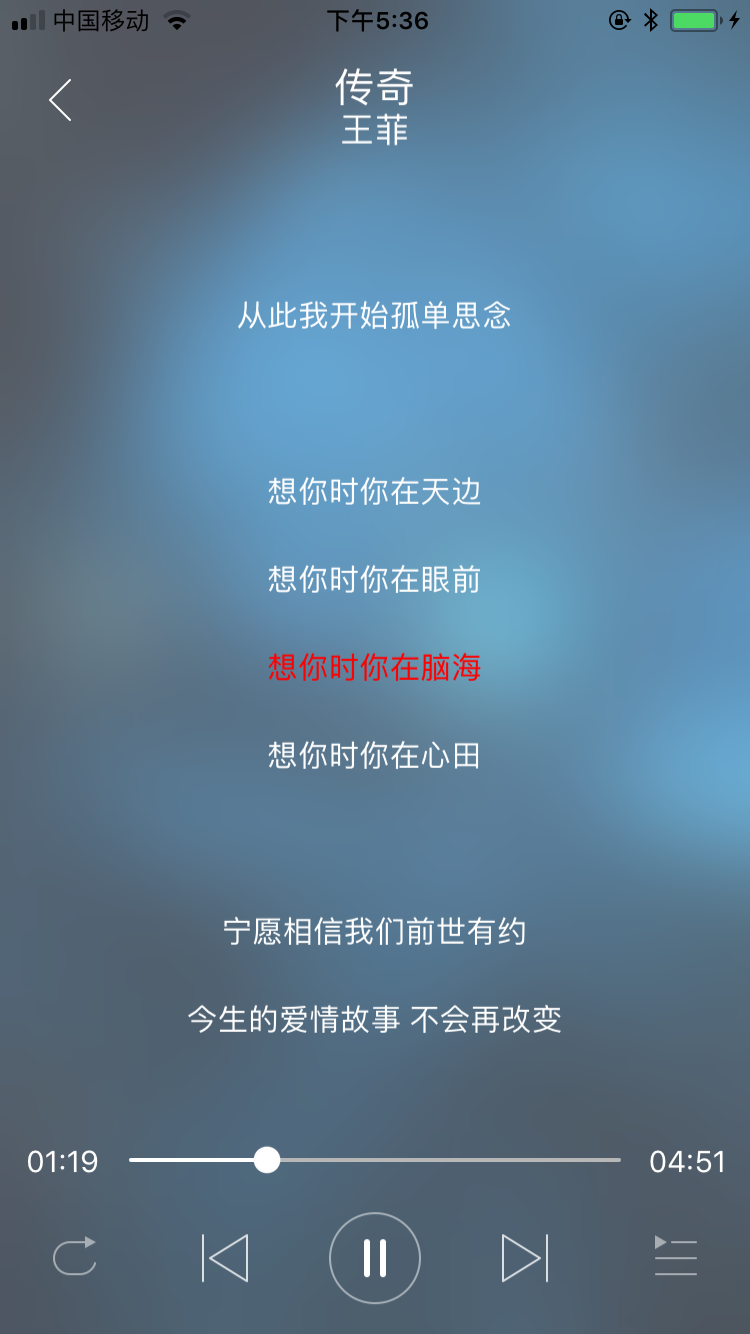 中国移动 下午5:36
传奇
王菲
从此我开始孤单思念
想你时你在天边
想你时你在眼前
想你时你在脑海
想你时你在心田
宁愿相信我们前世有约
今生的爱情故事 不会再改变
01:19 04:51